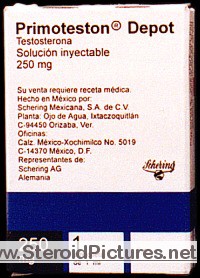 Primoteston® Depot
Testosterona
Solución inyectable
250 mg
Su venta requiere receta médica.
Hecho en México por:
Schering Mexicana, S.A. de C.V.
Planta: Ojo de Agua, Ixtaczoquitlán
C-94450 Orizaba, Ver.
Oficinas:
Calz. México-Xochimilco No. 5019
C-14370 México, D.F.
Representantes de:
Schering AG
Alemania
Schering
250 1
www.SteroidPictures.net